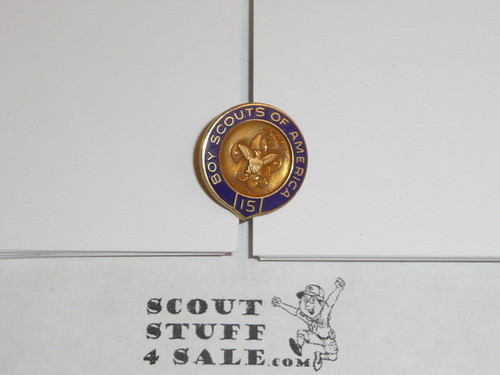 BOY SCOUTS OF AMERICA
15
SCOUT
STUFF
4 SALE.COM